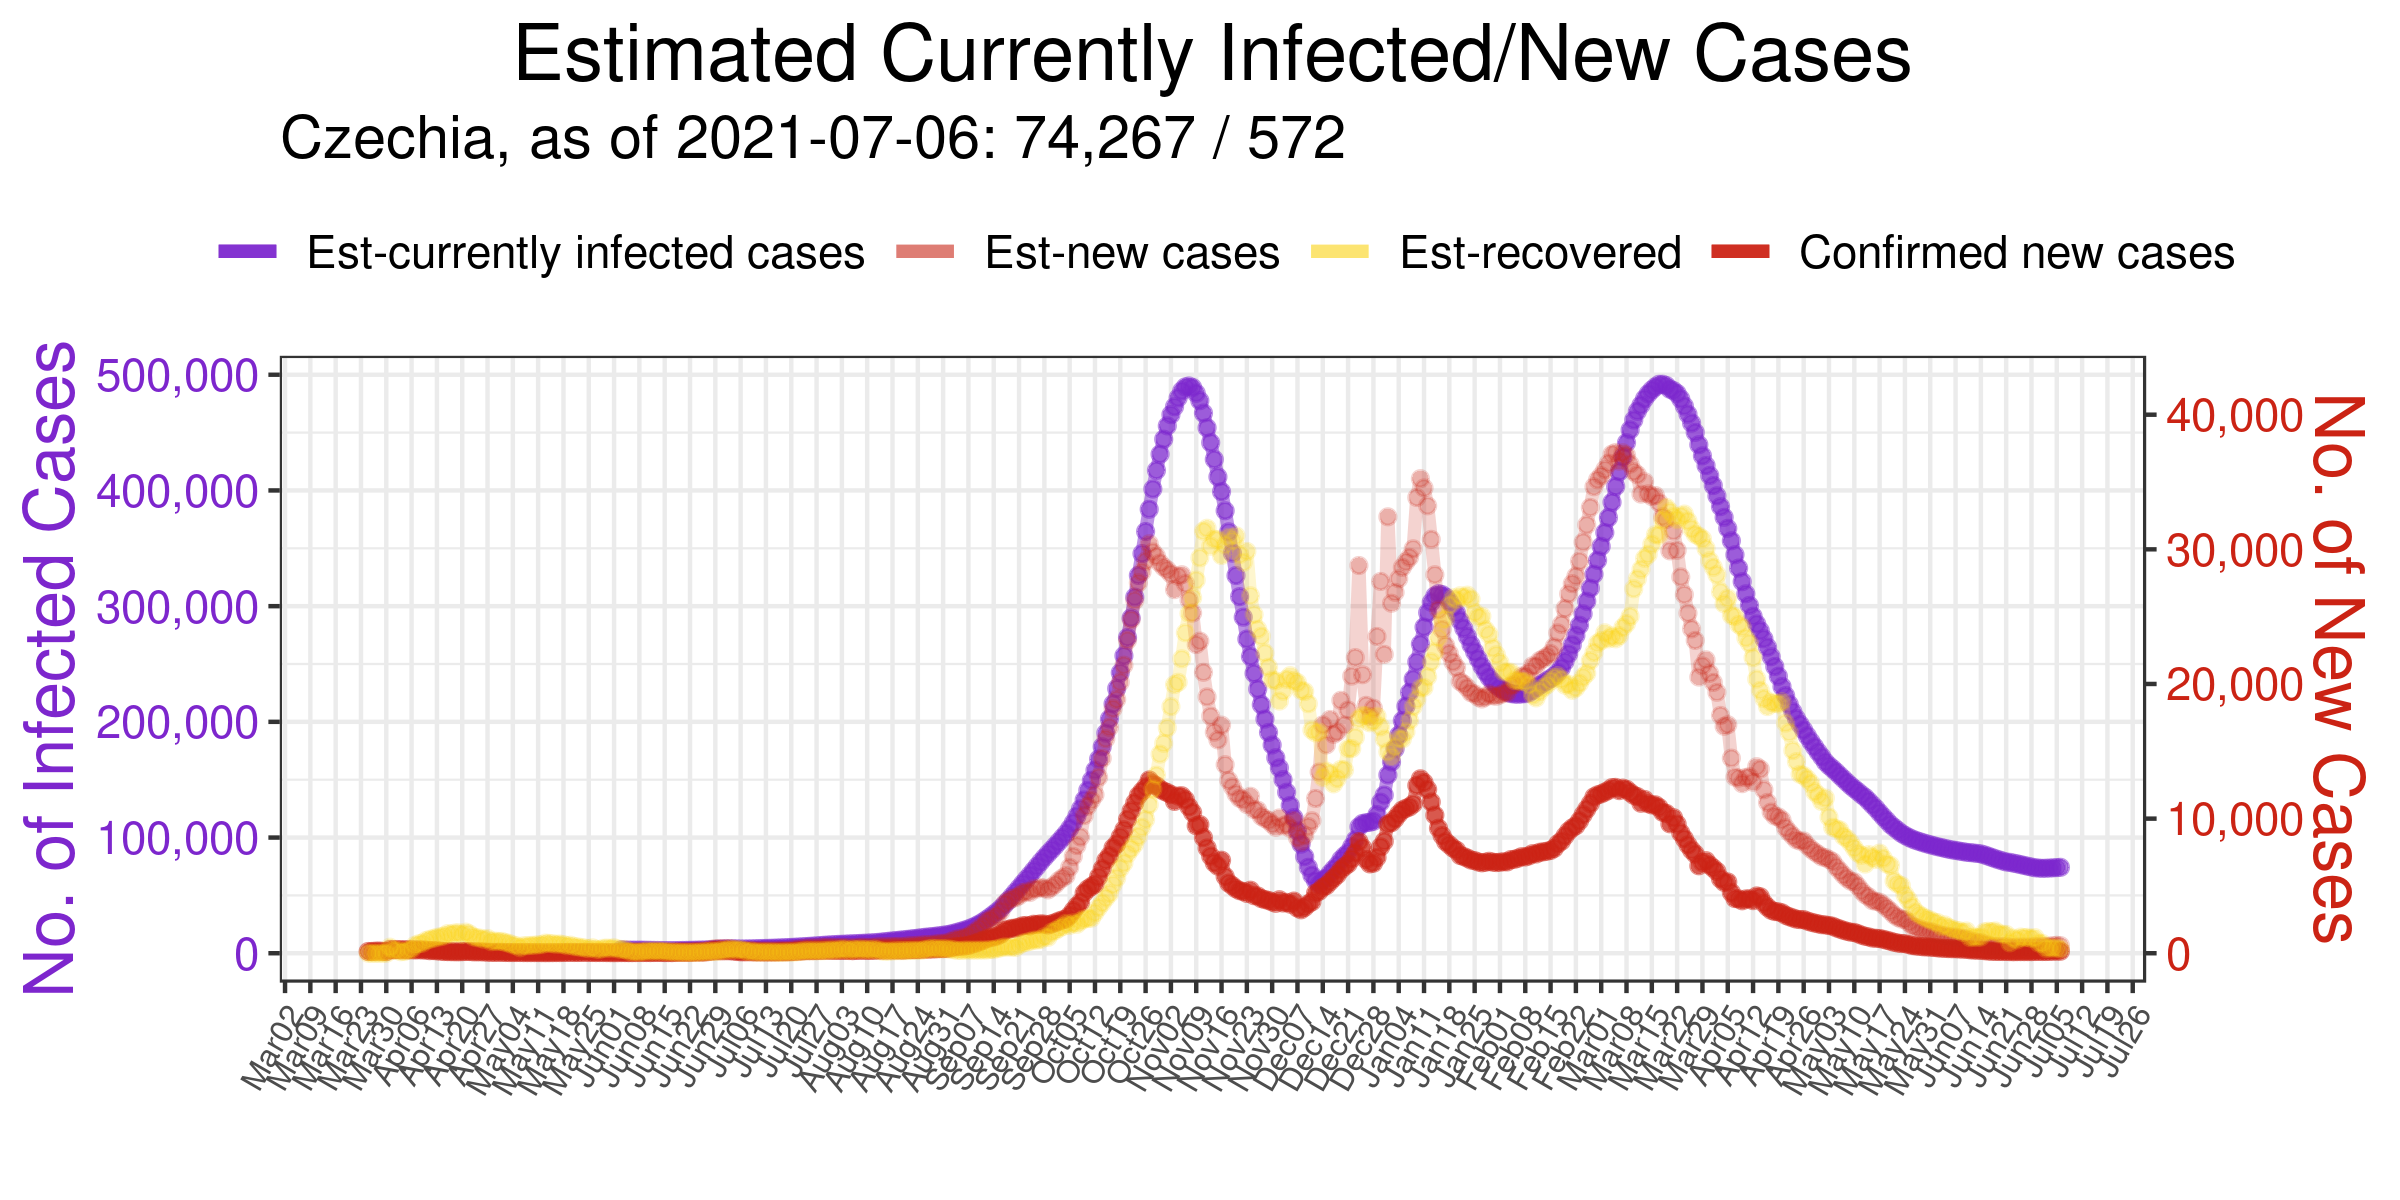 Estimated Currently Infected/New Cases
Czechia, as of 2021-07-06: 74,267 / 572
Est-currently infected cases
Est-new cases
Est-recovered
Confirmed new cases
No. of Infected Cases
500,000
400,000
300,000
200,000
100,000
0
40,000
30,000
20,000
10,000
0
No. of New Cases
Mar02
Mar09
Mar16
Mar23
Mar30
Apr06
Apr13
Apr20
Apr27
May04
May11
May18
May25
Jun01
Jun08
Jun15
Jun22
Jun29
Jul06
Jul13
Jul20
Jul27
Aug03
Aug10
Aug17
Aug24
Aug31
Sep07
Sep14
Sep21
Sep28
Oct05
Oct12
Oct19
Oct26
Nov02
Nov09
Nov16
Nov23
Nov30
Dec07
Dec14
Dec21
Dec28
Jan04
Jan11
Jan18
Jan25
Feb01
Feb08
Feb15
Feb22
Mar01
Mar08
Mar15
Mar22
Mar29
Apr05
Apr12
Apr19
Apr26
May03
May10
May17
May24
May31
Jun07
Jun14
Jun21
Jun28
Jul05
Jul12
Jul19
Jul26